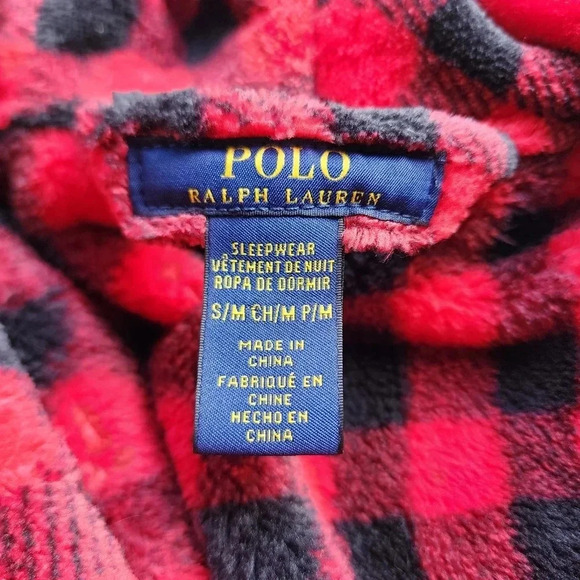 POLO
RALPH LAUREN
SLEEPWEAR
VÊTEMENT DE NUIT
ROPA DE DORMIR
S/M CH/M P/M
MADE IN
CHINA
FABRIQUÉ EN
CHINE
HECHO EN
CHINA